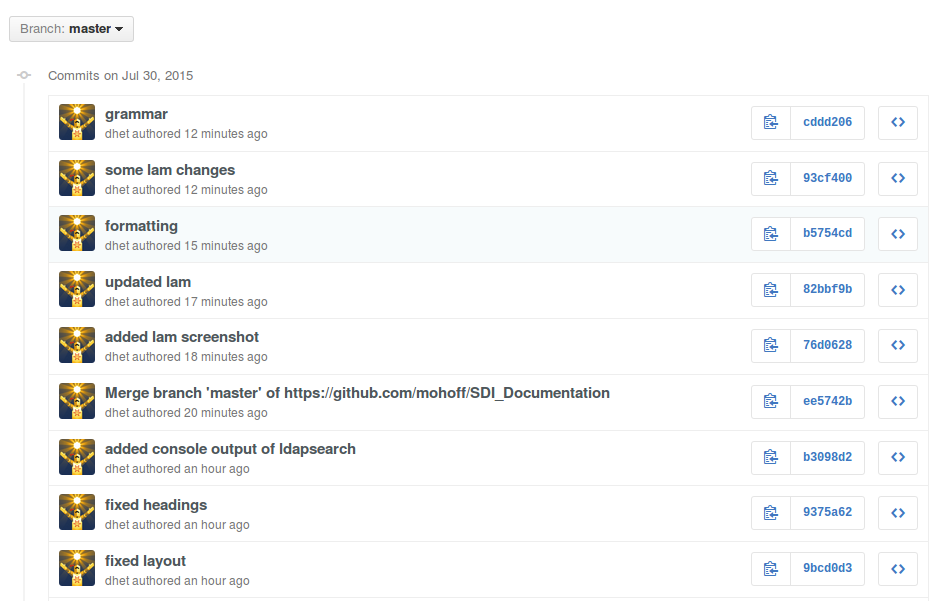 Branch: master
Commits on Jul 30, 2015
grammar
dhet authored 12 minutes ago
cddd206
some lam changes
dhet authored 12 minutes ago
93cf400
formatting
dhet authored 15 minutes ago
b5754cd
updated lam
dhet authored 17 minutes ago
82bbf9b
added lam screenshot
dhet authored 18 minutes ago
76d0628
Merge branch 'master' of https://github.com/mohoff/SDI_Documentation
dhet authored 20 minutes ago
ee5742b
added console output of ldapsearch
dhet authored an hour ago
b3098d2
fixed headings
dhet authored an hour ago
9375a62
fixed layout
dhet authored an hour ago
9bcd0d3